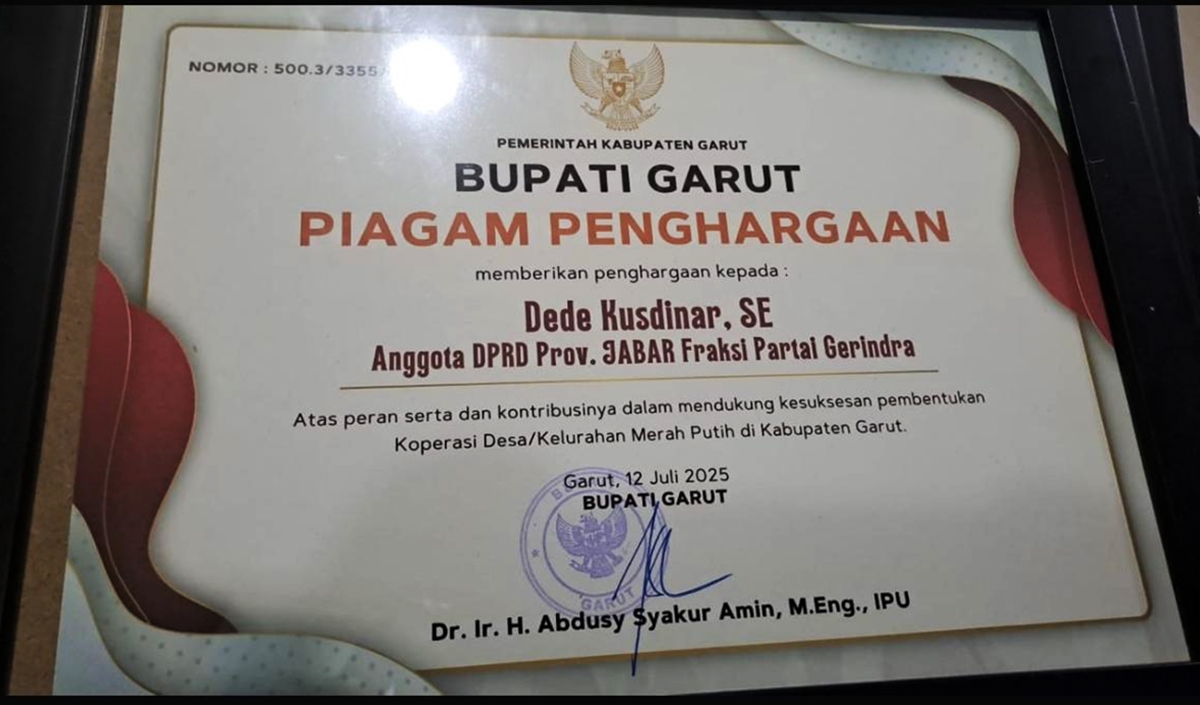 NOMOR : 500.3/3355
PEMERINTAH KABUPATEN GARUT
BUPATI GARUT
PIAGAM PENGHARGAAN
memberikan penghargaan kepada :
Dede Kusdinar, SE
Anggota DPRD Prov. JABAR Fraksi Partai Gerindra
Atas peran serta dan kontribusinya dalam mendukung kesuksesan pembentukan
Koperasi Desa/Kelurahan Merah Putih di Kabupaten Garut.
Garut, 12 Juli 2025
BUPATI GARUT
GARUT
Dr. Ir. H. Abdusy Syakur Amin, M.Eng., IPU